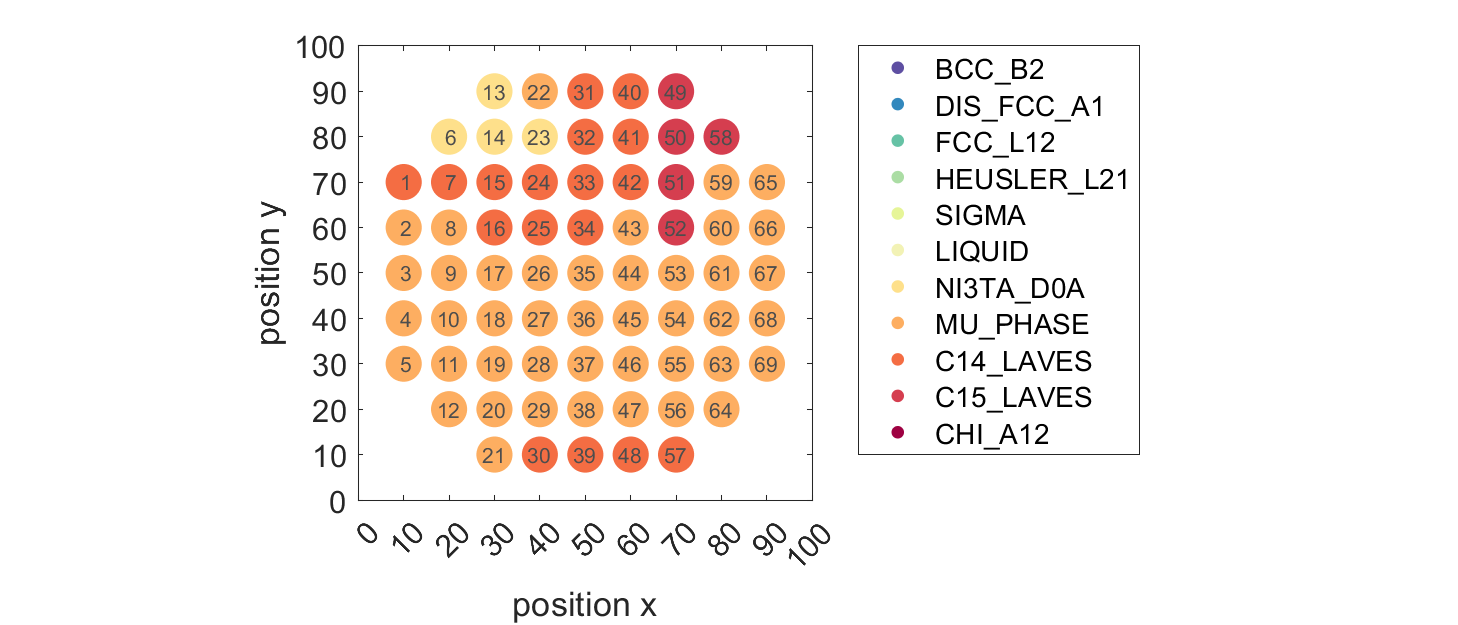 100
90 13 22 31 40 49
80 6 14 23 32 41 50 58
70 1 7 15 24 33 42 51 59 65
60 2 8 16 25 34 43 52 60 66
50 3 9 17 26 35 44 53 61 67
40 4 10 18 27 36 45 54 62 68
30 5 11 19 28 37 46 55 63 69
20 12 20 29 38 47 56 64
10 21 30 39 48 57
0
0 10 20 30 40 50 60 70 80 90 100
position x
position y
BCC_B2
DIS_FCC_A1
FCC_L12
HEUSLER_L21
SIGMA
LIQUID
NI3TA_D0A
MU_PHASE
C14_LAVES
C15_LAVES
CHI_A12